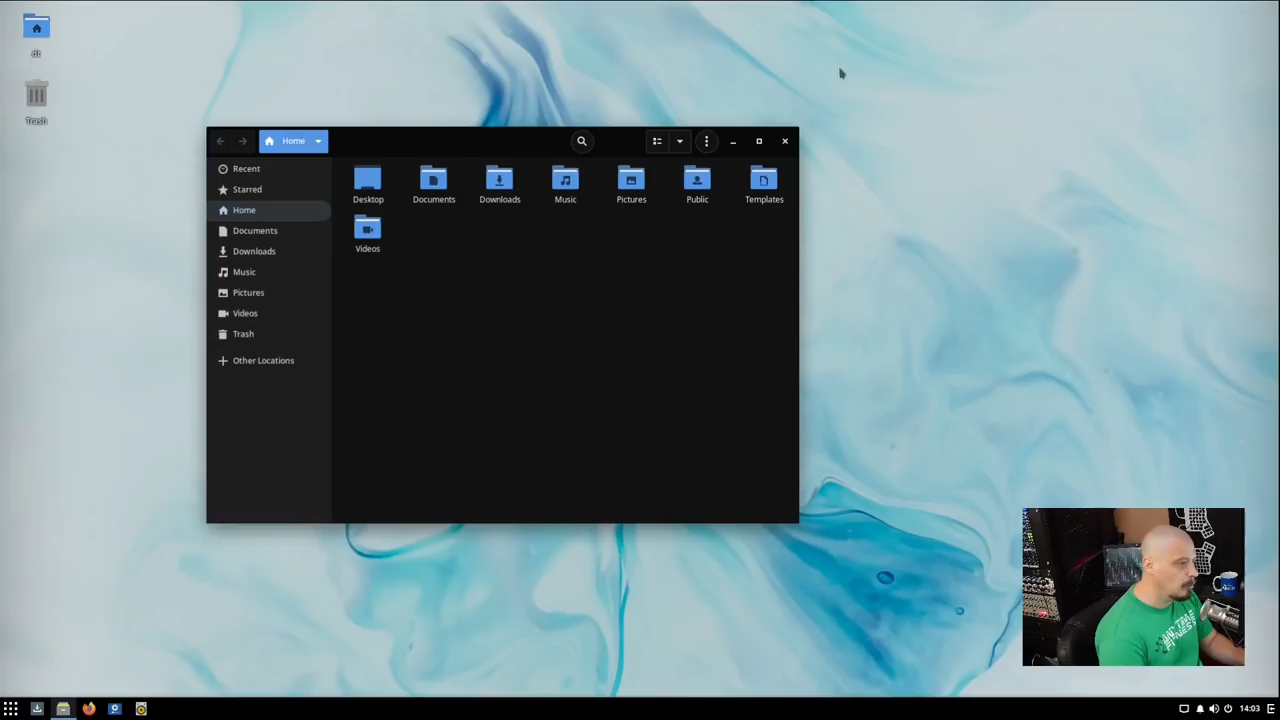 dt
Trash
Home
Recent
Starred
Home
Documents
Downloads
Music
Pictures
Videos
Trash
Other Locations
Desktop
Documents
Downloads
Music
Pictures
Public
Templates
Videos
14:03